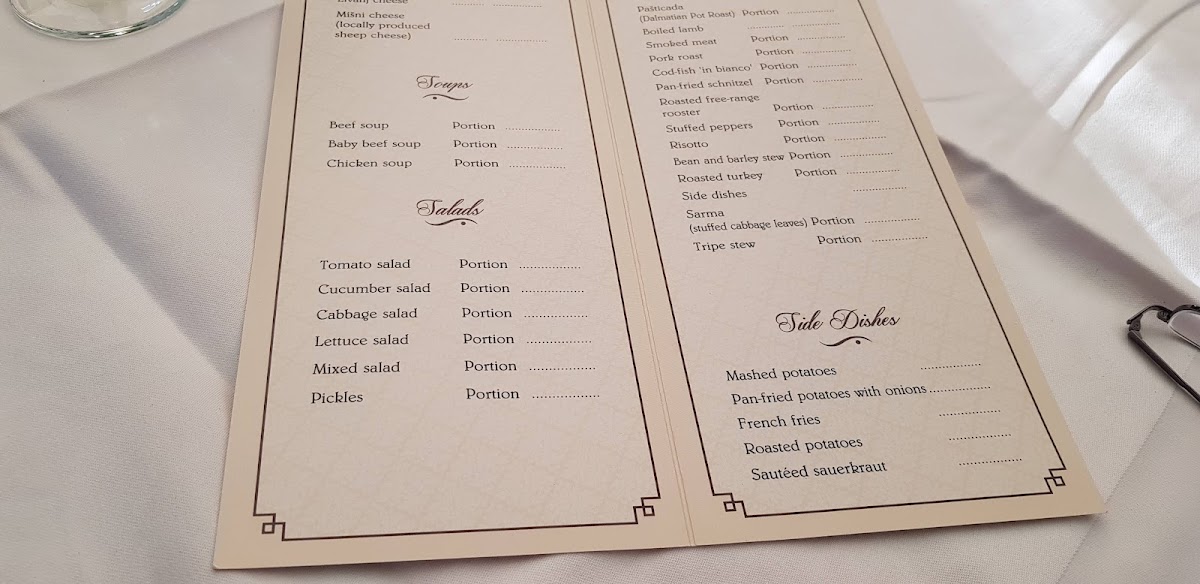 Livanj cheese ......... ...............
Mišni cheese
(locally produced
sheep cheese) ......... ...............
Soups
Beef soup Portion ...............
Baby beef soup Portion ...............
Chicken soup Portion ...............
Salads
Tomato salad Portion .................
Cucumber salad Portion .................
Cabbage salad Portion .................
Lettuce salad Portion .................
Mixed salad Portion .................
Pickles Portion .................
Pašticada
(Dalmatian Pot Roast) Portion ..............
Boiled lamb ...................
Smoked meat Portion ..............
Pork roast Portion ..............
Cod-fish 'in bianco' Portion ..............
Pan-fried schnitzel Portion ..............
Roasted free-range
rooster Portion ..............
Stuffed peppers Portion ..............
Risotto Portion ..............
Bean and barley stew Portion ..............
Roasted turkey Portion ..............
Side dishes ..............
Sarma
(stuffed cabbage leaves) Portion ..............
Tripe stew Portion ..............
Side Dishes
Mashed potatoes .................
Pan-fried potatoes with onions .................
French fries .................
Roasted potatoes .................
Sautéed sauerkraut .................